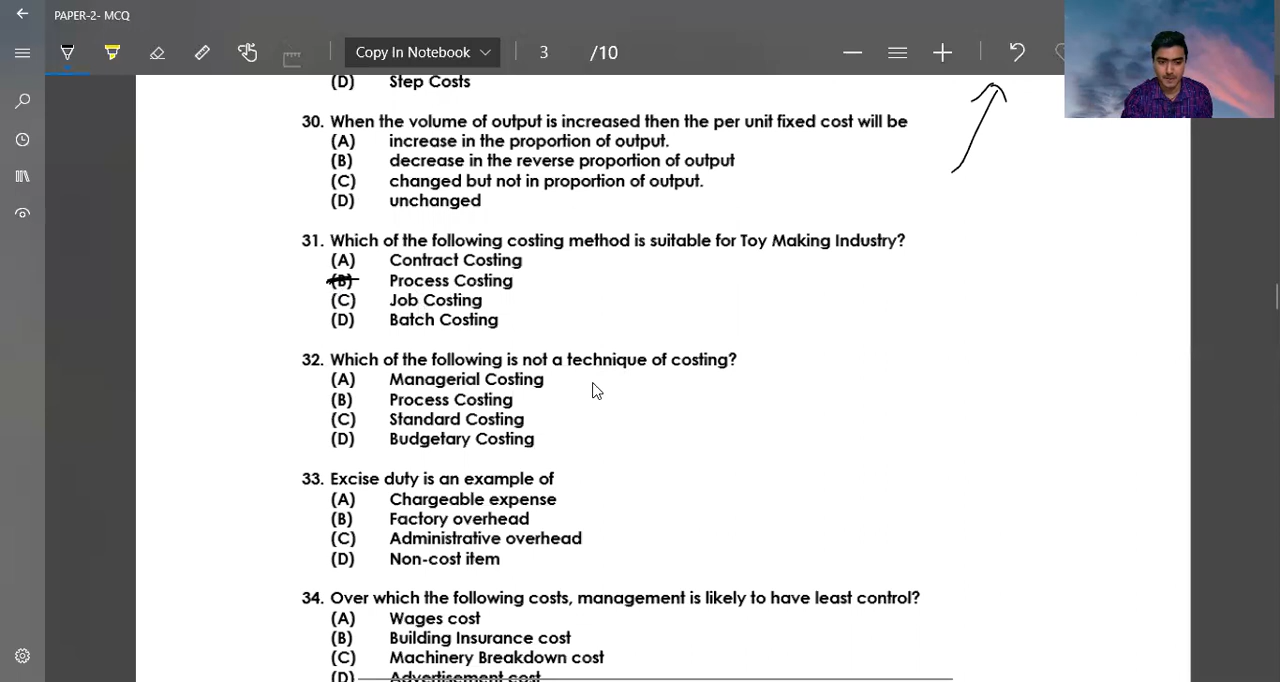 PAPER-2- MCQ
Copy In Notebook 3 /10
(D) Step Costs
30. When the volume of output is increased then the per unit fixed cost will be
(A) increase in the proportion of output.
(B) decrease in the reverse proportion of output
(C) changed but not in proportion of output.
(D) unchanged
31. Which of the following costing method is suitable for Toy Making Industry?
(A) Contract Costing
(B) Process Costing
(C) Job Costing
(D) Batch Costing
32. Which of the following is not a technique of costing?
(A) Managerial Costing
(B) Process Costing
(C) Standard Costing
(D) Budgetary Costing
33. Excise duty is an example of
(A) Chargeable expense
(B) Factory overhead
(C) Administrative overhead
(D) Non-cost item
34. Over which the following costs, management is likely to have least control?
(A) Wages cost
(B) Building Insurance cost
(C) Machinery Breakdown cost
(D) Advertisement cost